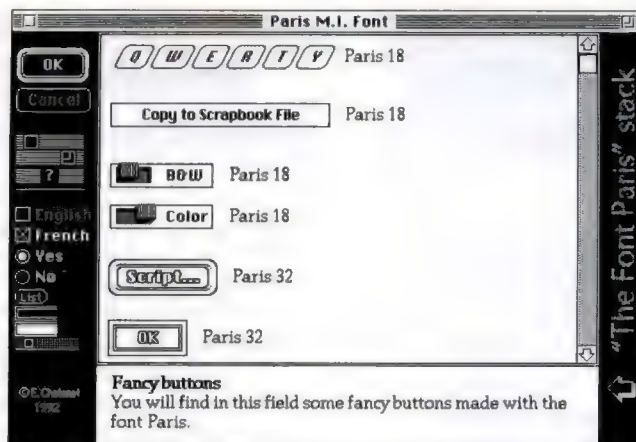 Paris M.I. Font
OK
Cancel
?
English
French
Yes
No
List
©E.Chotant
1992
Q W E R T Y Paris 18
Copy to Scrapbook File Paris 18
B&W Paris 18
Color Paris 18
Script... Paris 32
OK Paris 32
Fancy buttons
You will find in this field some fancy buttons made with the
font Paris.
"The Font Paris" stack